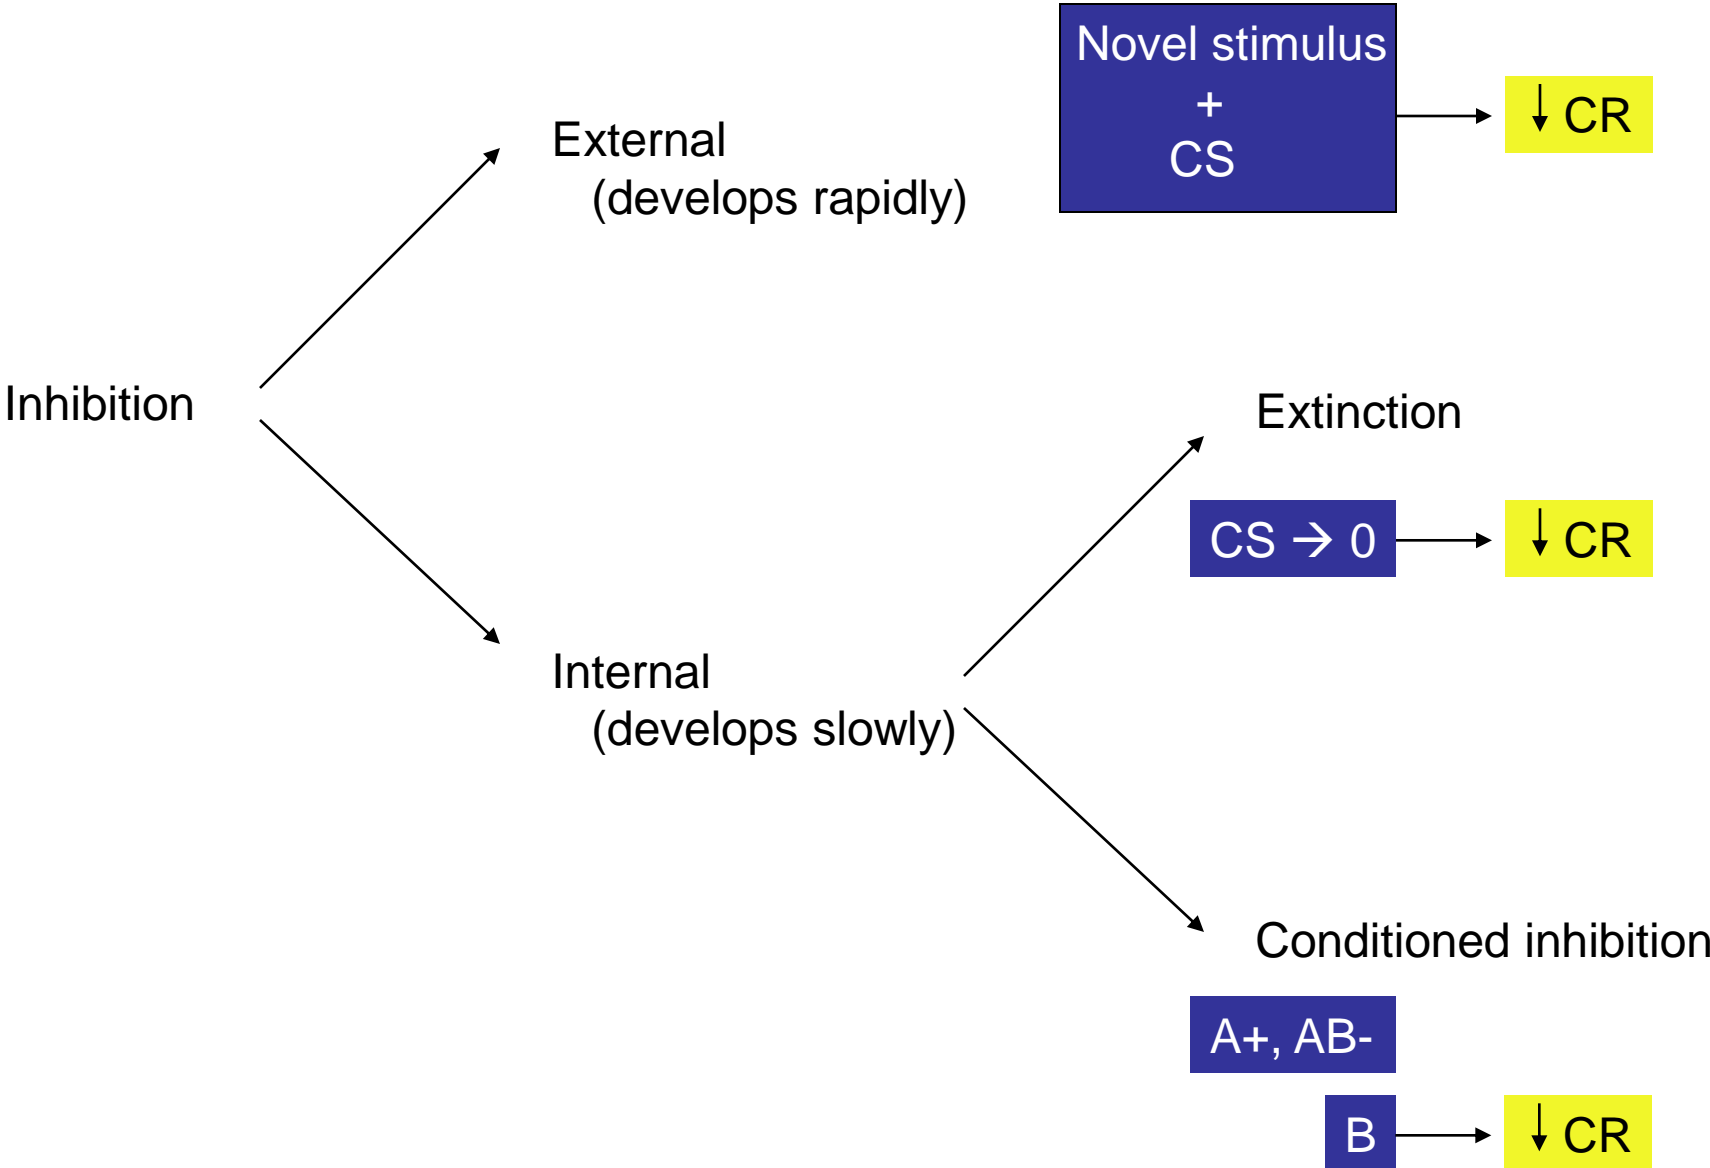 Novel stimulus
+
CS
↓ CR
External
(develops rapidly)
Inhibition
Extinction
CS → 0
↓ CR
Internal
(develops slowly)
Conditioned inhibition
A+, AB-
B
↓ CR